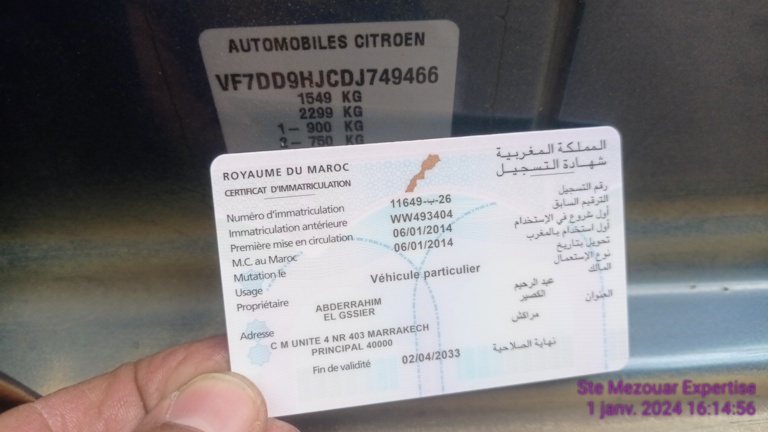 AUTOMOBILES CITROEN
VF7DD9HJCDJ749466
1549 KG
2299 KG
1- 900 KG
3- 750 KG
ROYAUME DU MAROC
المملكة المغربية
CERTIFICAT D'IMMATRICULATION
شهادة التسجيل
Numéro d'immatriculation 11649-ب-26 رقم التسجيل
Immatriculation antérieure WW493404 الترقيم السابق
Première mise en circulation 06/01/2014 أول شروع في الإستخدام
M.C. au Maroc 06/01/2014 أول استخدام بالمغرب
Mutation le تحويل بتاريخ
Usage Véhicule particulier نوع الإستعمال
Propriétaire ABDERRAHIM عبد الرحيم المالك
EL GSSIER الكصير
Adresse C M UNITE 4 NR 403 MARRAKECH مراكش العنوان
PRINCIPAL 40000
Fin de validité 02/04/2033 نهاية الصلاحية
Ste Mezouar Expertise
1 janv. 2024 16:14:56